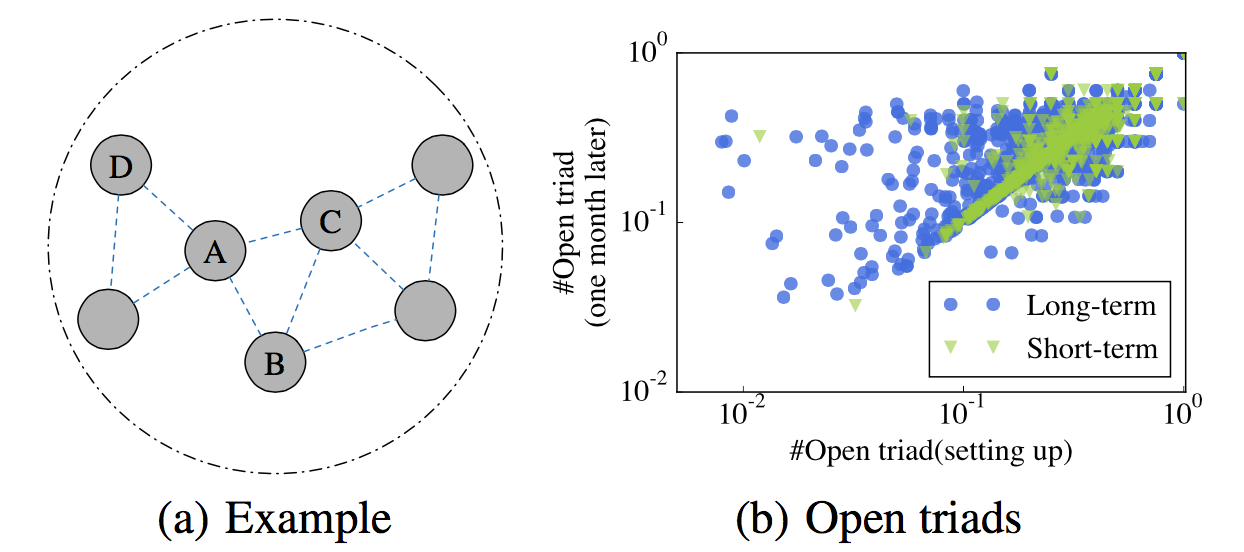 D
A
C
B
(a) Example
10^0
10^-1
10^-2
#Open triad
(one month later)
Long-term
Short-term
10^-2
10^-1
10^0
#Open triad(setting up)
(b) Open triads